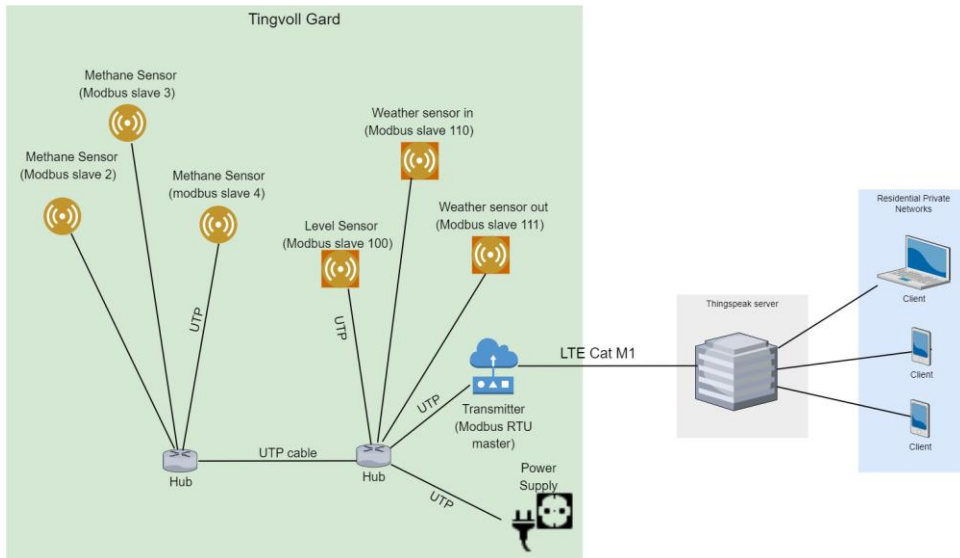 Tingvoll Gard
Methane Sensor
(Modbus slave 3)
Methane Sensor
(Modbus slave 2)
Methane Sensor
(modbus slave 4)
UTP
Weather sensor in
(Modbus slave 110)
Level Sensor
(Modbus slave 100)
Weather sensor out
(Modbus slave 111)
UTP
UTP
Transmitter
(Modbus RTU
master)
UTP cable
Hub
Hub
UTP
Power
Supply
LTE Cat M1
Thingspeak server
Residential Private
Networks
Client
Client
Client